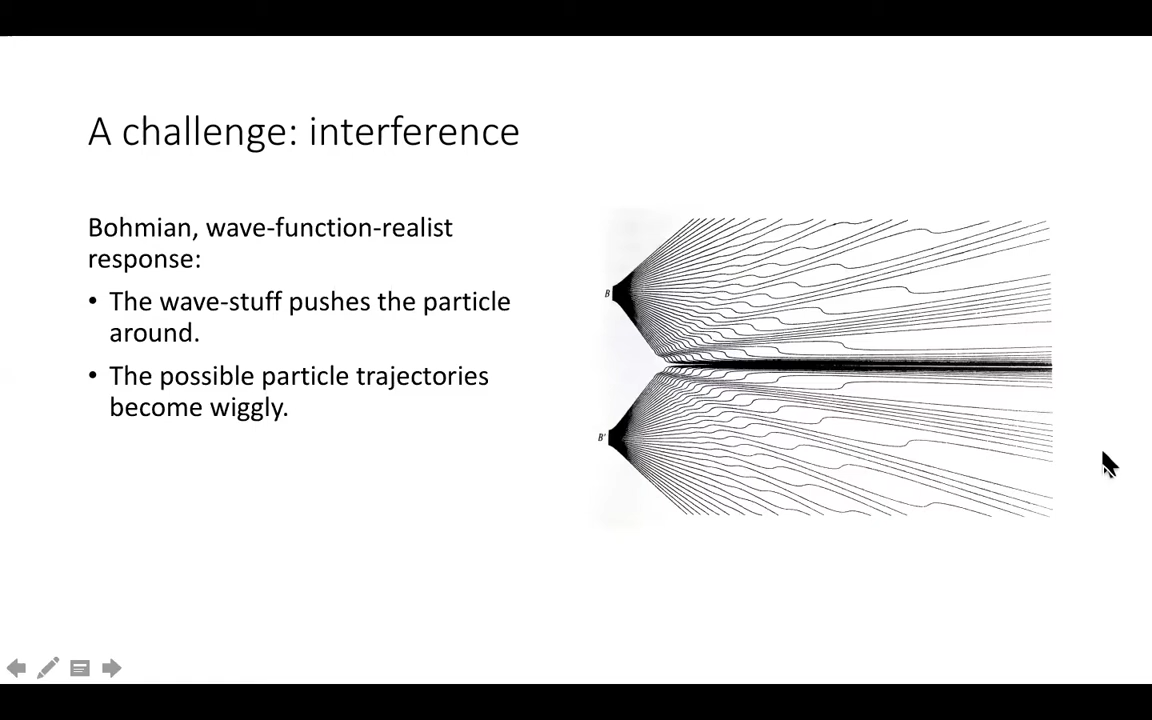 A challenge: interference
Bohmian, wave-function-realist
response:
• The wave-stuff pushes the particle
around.
• The possible particle trajectories
become wiggly.
B
B'